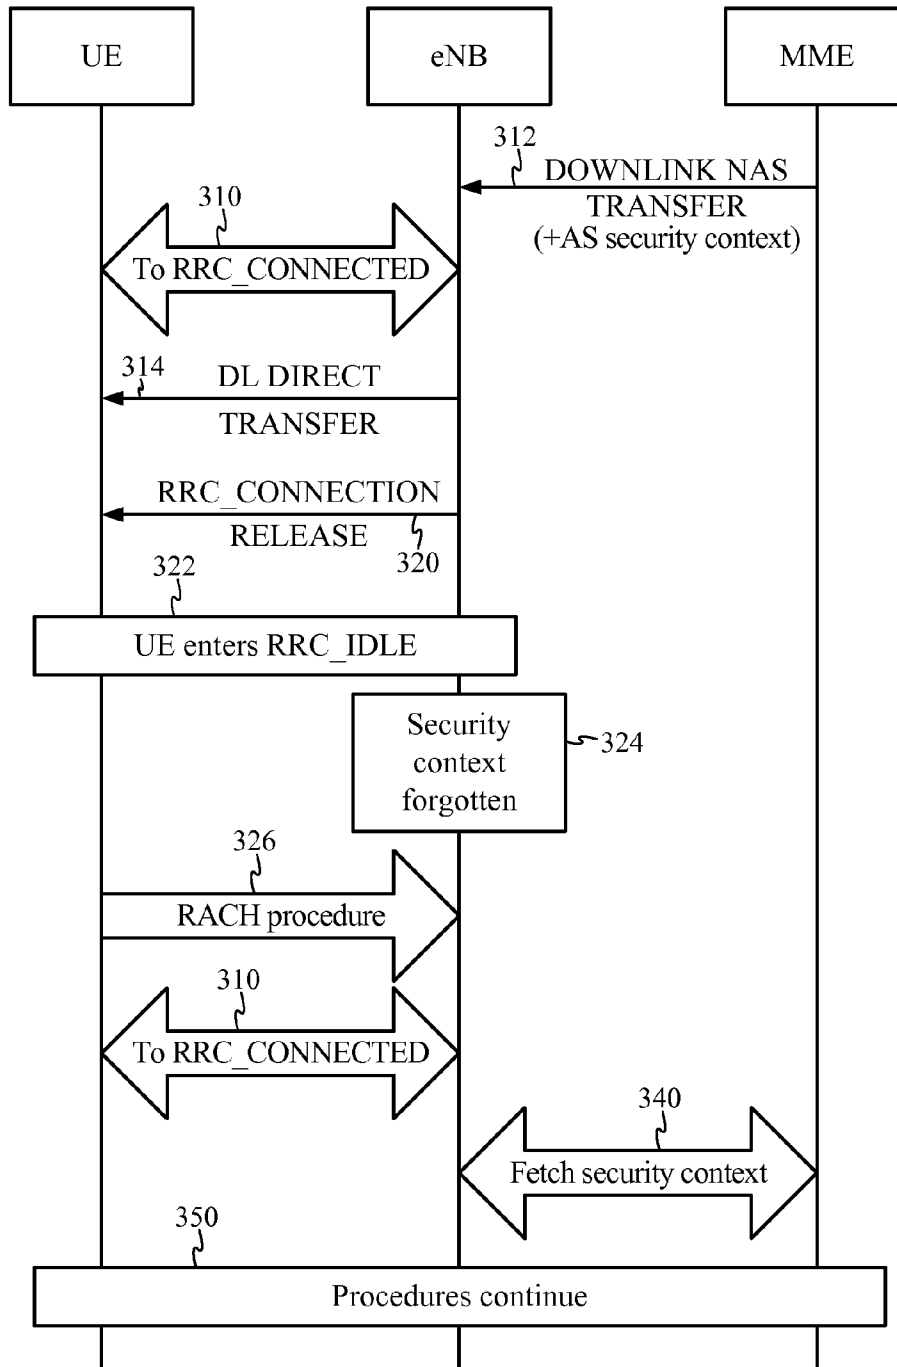 UE
eNB
MME
312
DOWNLINK NAS
TRANSFER
(+AS security context)
310
To RRC_CONNECTED
314
DL DIRECT
TRANSFER
RRC_CONNECTION
RELEASE
320
322
UE enters RRC_IDLE
Security
context
forgotten
324
326
RACH procedure
310
To RRC_CONNECTED
340
Fetch security context
350
Procedures continue